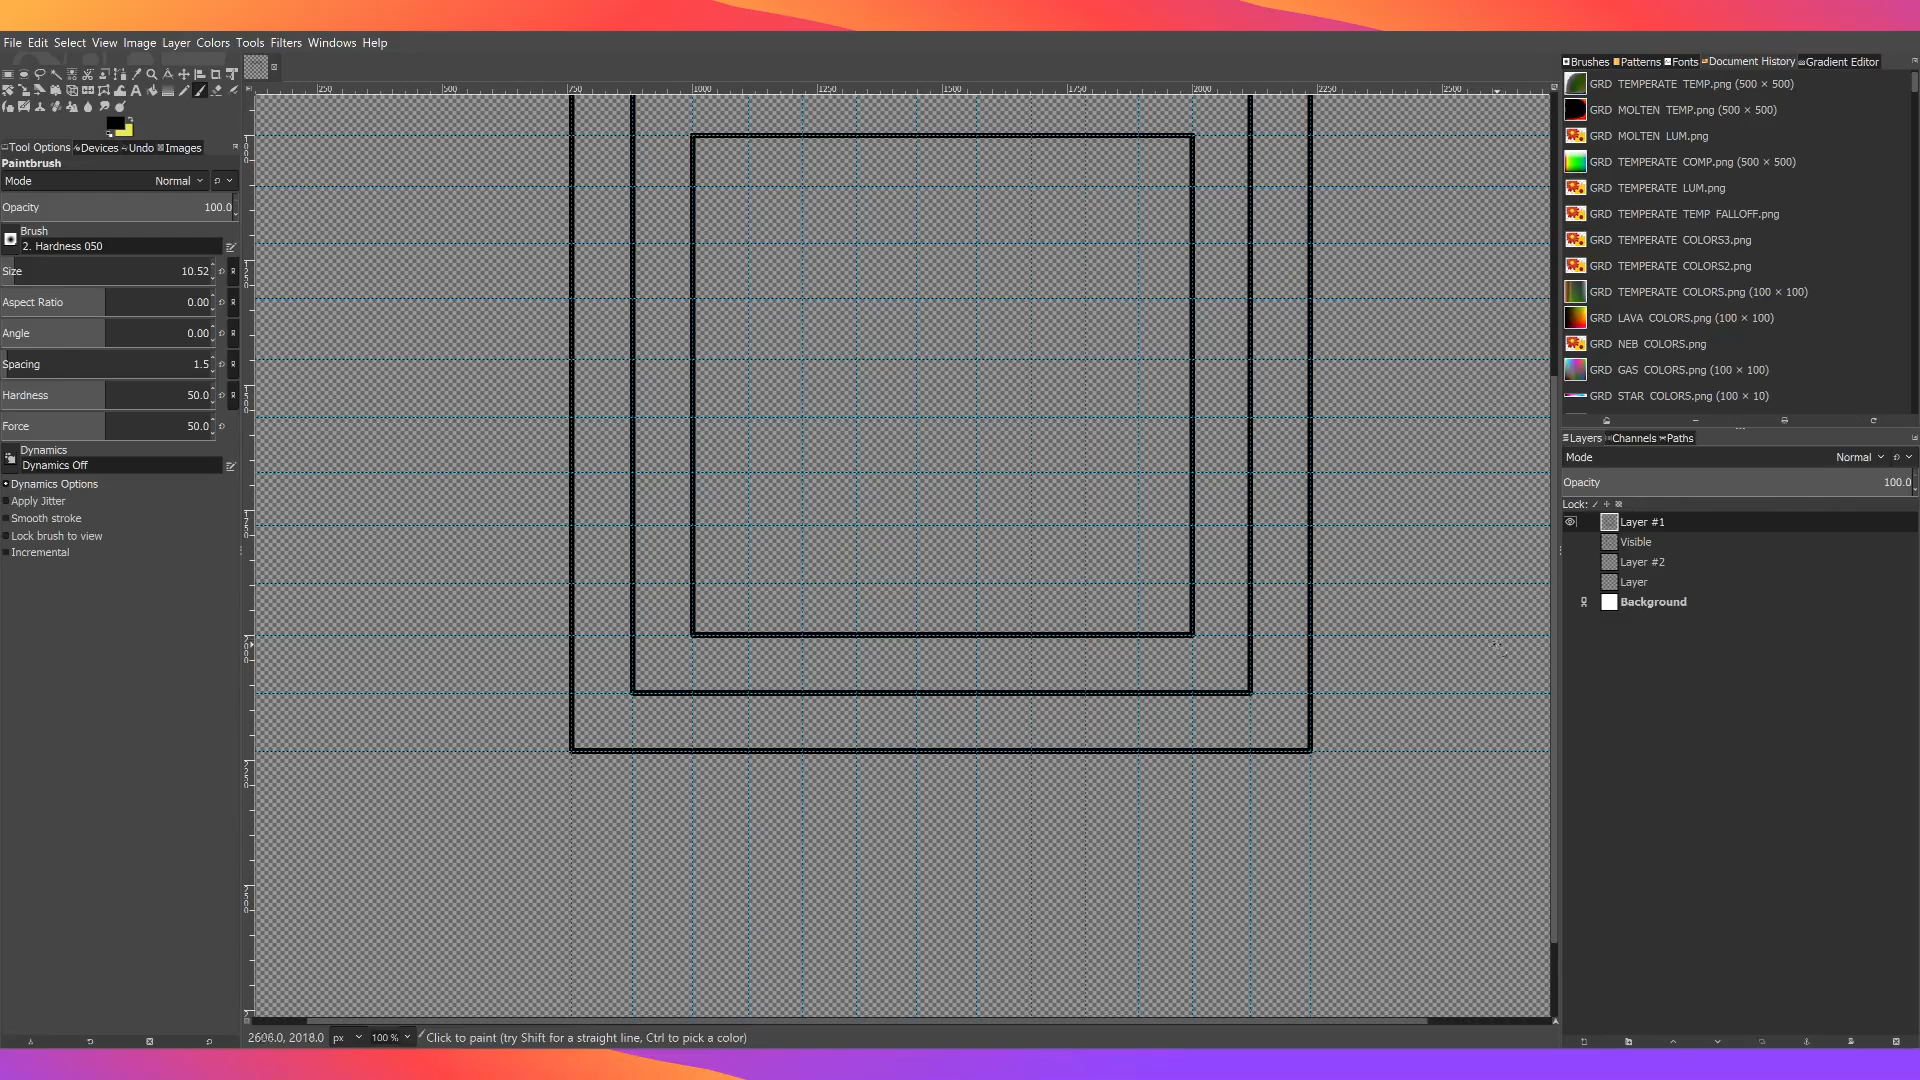 File Edit Select View Image Layer Colors Tools Filters Windows Help
Tool Options Devices Undo Images
Paintbrush
Mode Normal
Opacity 100.0
Brush
2. Hardness 050
Size 10.52
Aspect Ratio 0.00
Angle 0.00
Spacing 1.5
Hardness 50.0
Force 50.0
Dynamics
Dynamics Off
Dynamics Options
Apply Jitter
Smooth stroke
Lock brush to view
Incremental
250 500 750 1000 1250 1500 1750 2000 2250 2500
Brushes Patterns Fonts Document History Gradient Editor
GRD TEMPERATE TEMP.png (500 × 500)
GRD MOLTEN TEMP.png (500 × 500)
GRD MOLTEN LUM.png
GRD TEMPERATE COMP.png (500 × 500)
GRD TEMPERATE LUM.png
GRD TEMPERATE TEMP FALLOFF.png
GRD TEMPERATE COLORS3.png
GRD TEMPERATE COLORS2.png
GRD TEMPERATE COLORS.png (100 × 100)
GRD LAVA COLORS.png (100 × 100)
GRD NEB COLORS.png
GRD GAS COLORS.png (100 × 100)
GRD STAR COLORS.png (100 × 10)
Layers Channels Paths
Mode Normal
Opacity 100.0
Lock:
Layer #1
Visible
Layer #2
Layer
Background
2606.0, 2018.0 px 100 % Click to paint (try Shift for a straight line, Ctrl to pick a color)